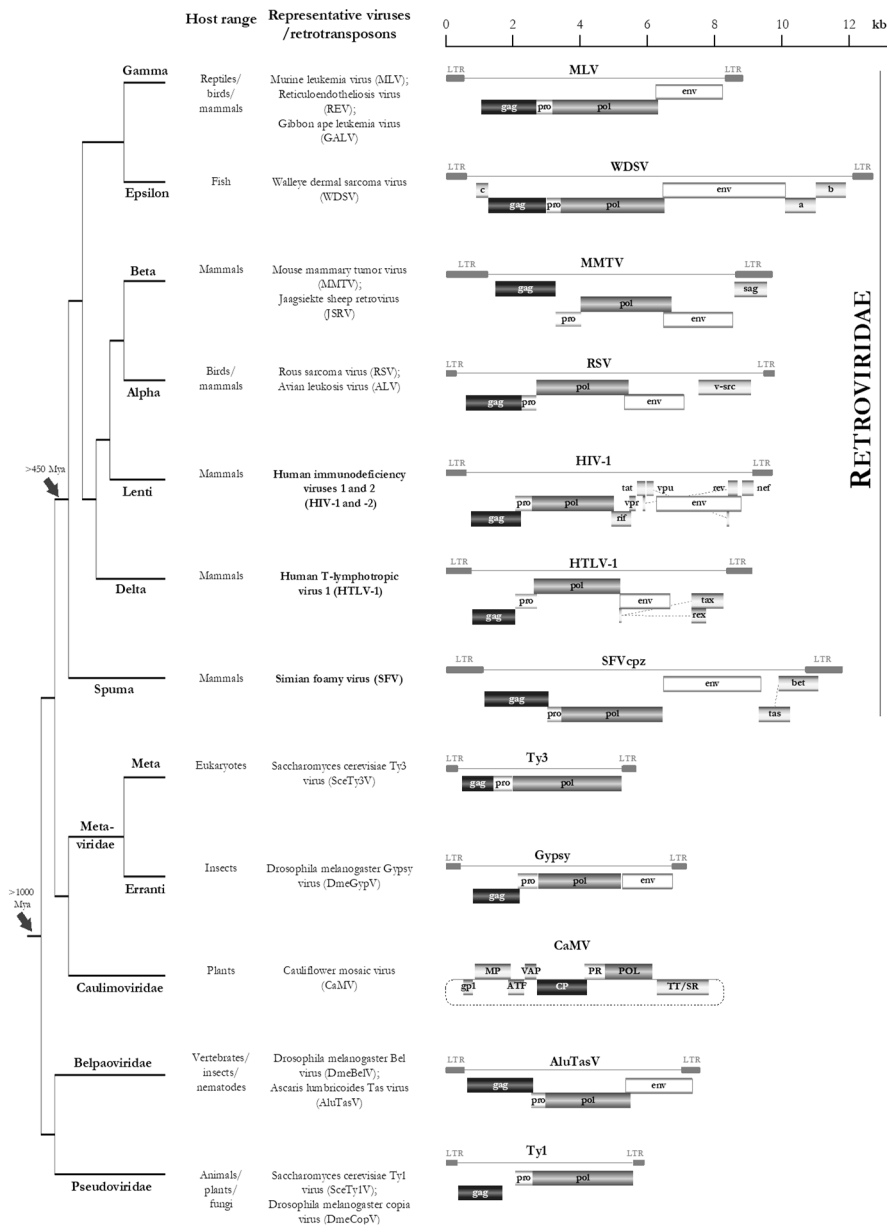 Host range
Representative viruses
/retrotransposons
0 2 4 6 8 10 12 kb
Gamma
Reptiles/
birds/
mammals
Murine leukemia virus (MLV);
Reticuloendotheliosis virus
(REV);
Gibbon ape leukemia virus
(GALV)
LTR MLV LTR
env
gag pro pol
Epsilon
Fish
Walleye dermal sarcoma virus
(WDSV)
LTR WDSV LTR
c env b
gag pro pol a
Beta
Mammals
Mouse mammary tumor virus
(MMTV);
Jaagsiekte sheep retrovirus
(JSRV)
LTR MMTV LTR
gag sag
pol
pro env
Alpha
Birds/
mammals
Rous sarcoma virus (RSV);
Avian leukosis virus (ALV)
LTR RSV LTR
pol v-src
gag pro env
>450 Mya
Lenti
Mammals
Human immunodeficiency
viruses 1 and 2
(HIV-1 and -2)
LTR HIV-1 LTR
tat vpu rev nef
pro pol vpr env
gag rif
Delta
Mammals
Human T-lymphotropic
virus 1 (HTLV-1)
LTR HTLV-1 LTR
pol
pro env tax
gag rex
Spuma
Mammals
Simian foamy virus (SFV)
LTR SFVcpz LTR
env bet
gag
pro pol tas
RETROVIRIDAE
Meta
Eukaryotes
Saccharomyces cerevisiae Ty3
virus (SceTy3V)
LTR Ty3 LTR
gag pro pol
Meta-
viridae
Erranti
Insects
Drosophila melanogaster Gypsy
virus (DmeGypV)
LTR Gypsy LTR
pro pol env
gag
>1000
Mya
Caulimoviridae
Plants
Cauliflower mosaic virus
(CaMV)
CaMV
MP VAP PR POL
gp1 ATF CP TT/SR
Belpaoviridae
Vertebrates/
insects/
nematodes
Drosophila melanogaster Bel
virus (DmeBelV);
Ascaris lumbricoides Tas virus
(AluTasV)
LTR AluTasV LTR
gag env
pro pol
Pseudoviridae
Animals/
plants/
fungi
Saccharomyces cerevisiae Ty1
virus (SceTy1V);
Drosophila melanogaster copia
virus (DmeCopV)
LTR Ty1 LTR
pro pol
gag